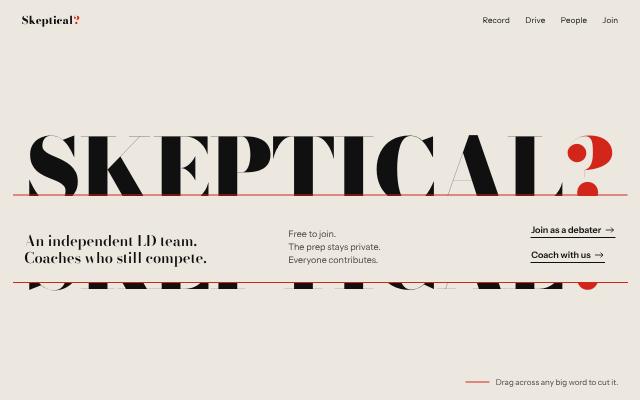 Skeptical?
Record Drive People Join
SKEPTICAL?
An independent LD team.
Coaches who still compete.
Free to join.
The prep stays private.
Everyone contributes.
Join as a debater →
Coach with us →
Drag across any big word to cut it.